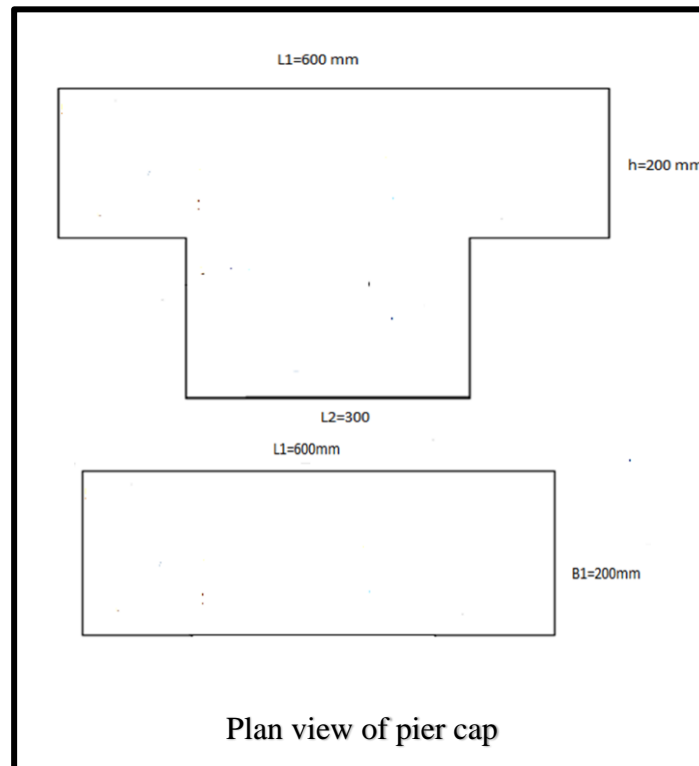 L1=600 mm
h=200 mm
L2=300
L1=600mm
B1=200mm
Plan view of pier cap